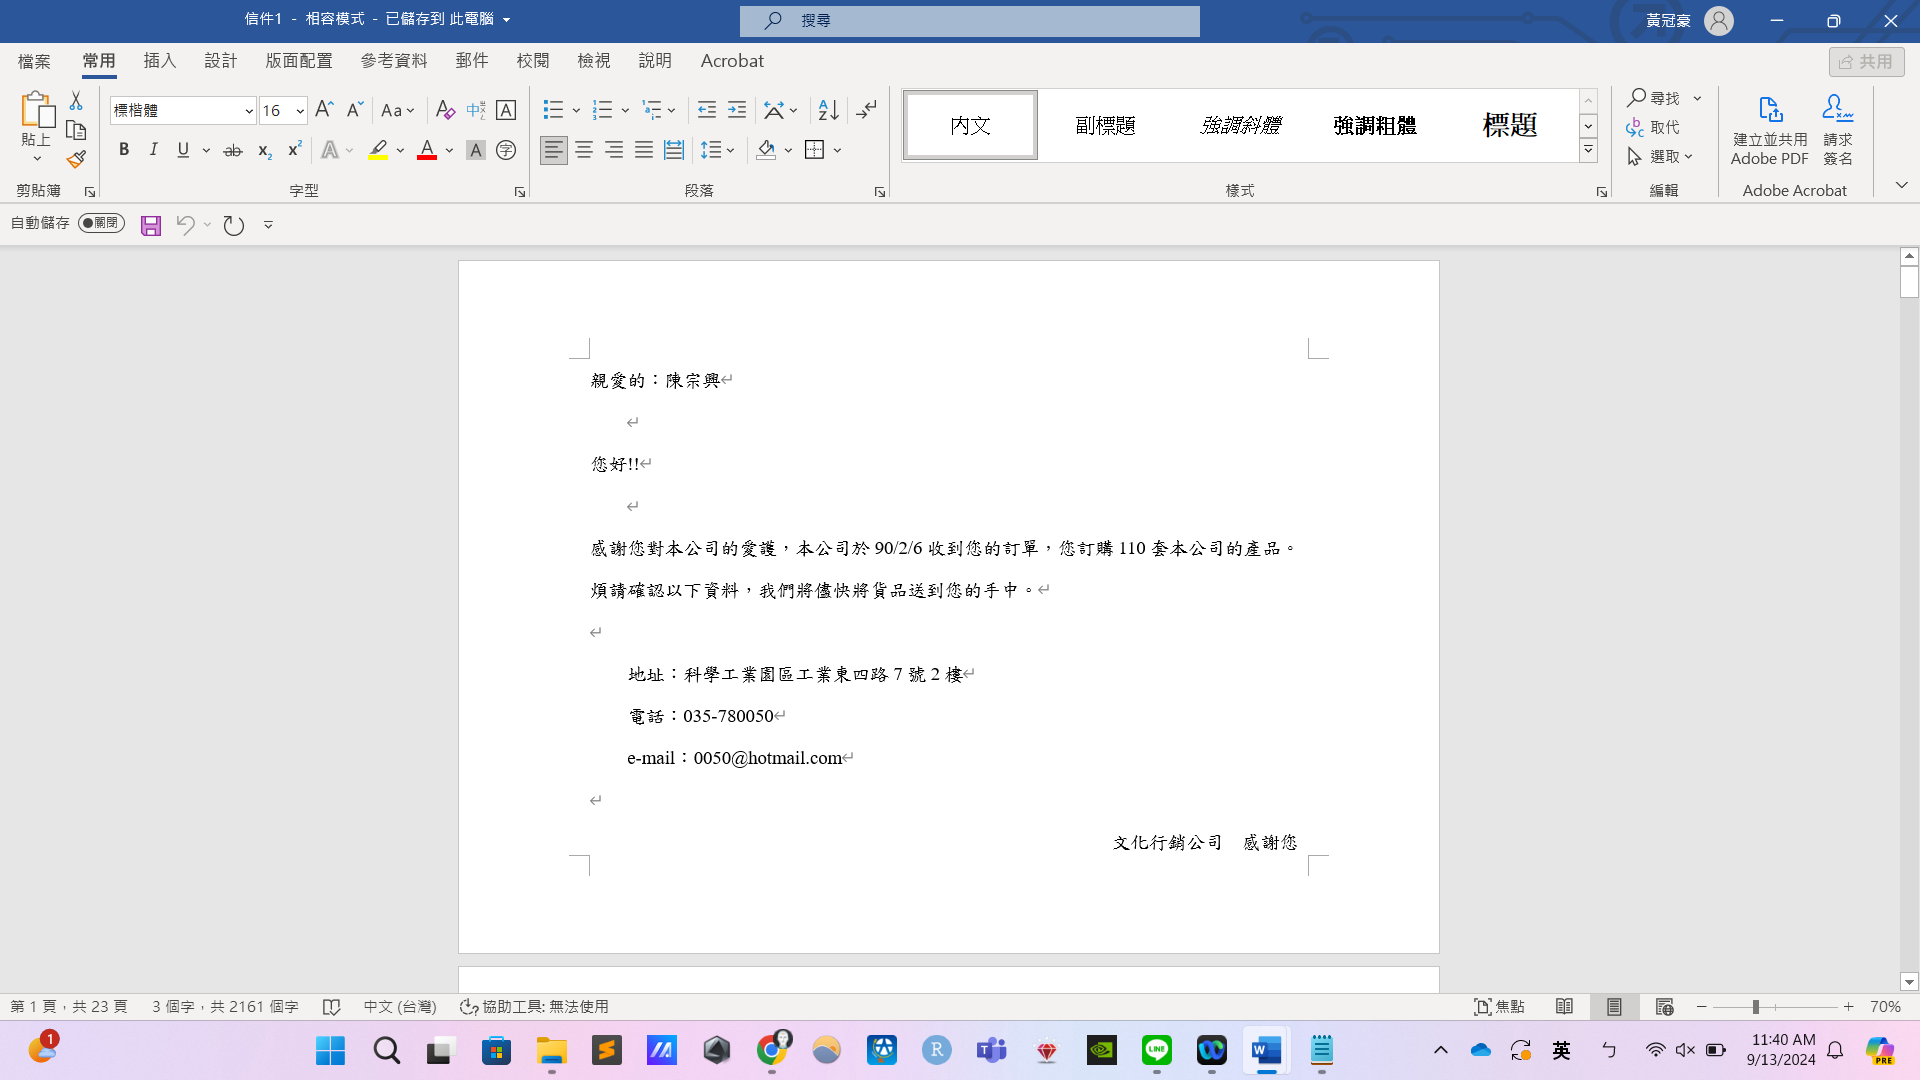 信件1 - 相容模式 - 已儲存到 此電腦
搜尋
黃冠豪
檔案 常用 插入 設計 版面配置 參考資料 郵件 校閱 檢視 說明 Acrobat
共用
貼上
標楷體 16
Aa
內文 副標題 強調斜體 強調粗體 標題
尋找
取代
選取
建立並共用 Adobe PDF
請求 簽名
剪貼簿 字型 段落 樣式 編輯 Adobe Acrobat
自動儲存 關閉
親愛的：陳宗興
您好!!
感謝您對本公司的愛護，本公司於 90/2/6 收到您的訂單，您訂購 110 套本公司的產品。
煩請確認以下資料，我們將儘快將貨品送到您的手中。
地址：科學工業園區工業東四路 7 號 2 樓
電話：035-780050
e-mail：0050@hotmail.com
文化行銷公司 感謝您
第 1 頁，共 23 頁 3 個字，共 2161 個字 中文 (台灣) 協助工具: 無法使用
焦點 70%
1
英 ㄅ
11:40 AM
9/13/2024
PRE